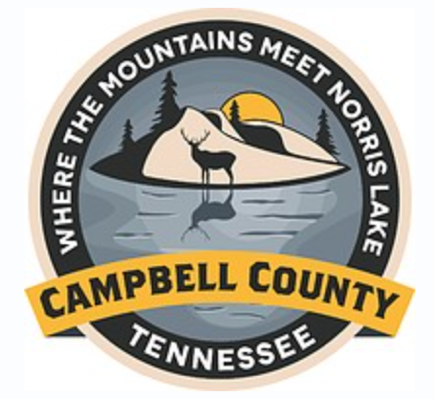 WHERE THE MOUNTAINS MEET NORRIS LAKE
CAMPBELL COUNTY
TENNESSEE